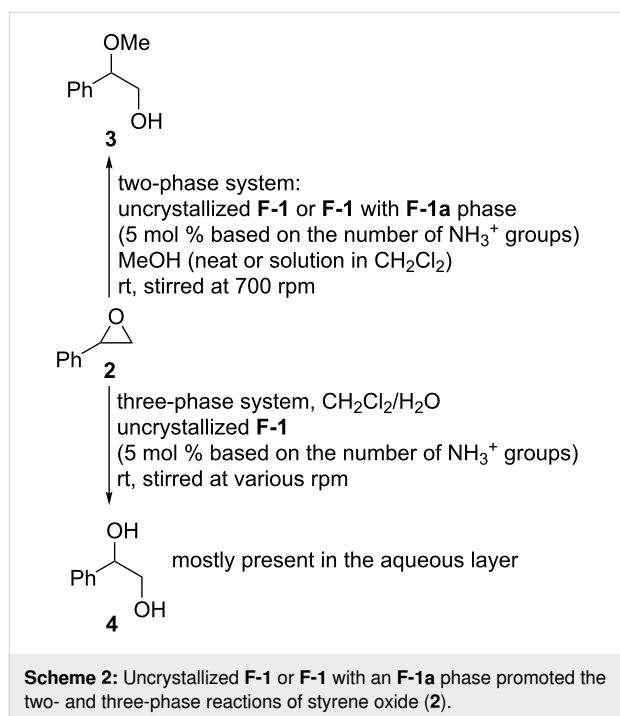 OMe
Ph
OH
3
two-phase system:
uncrystallized F-1 or F-1 with F-1a phase
(5 mol % based on the number of NH₃⁺ groups)
MeOH (neat or solution in CH₂Cl₂)
rt, stirred at 700 rpm
O
Ph
2
three-phase system, CH₂Cl₂/H₂O
uncrystallized F-1
(5 mol % based on the number of NH₃⁺ groups)
rt, stirred at various rpm
OH
Ph
mostly present in the aqueous layer
OH
4
Scheme 2: Uncrystallized F-1 or F-1 with an F-1a phase promoted the
two- and three-phase reactions of styrene oxide (2).